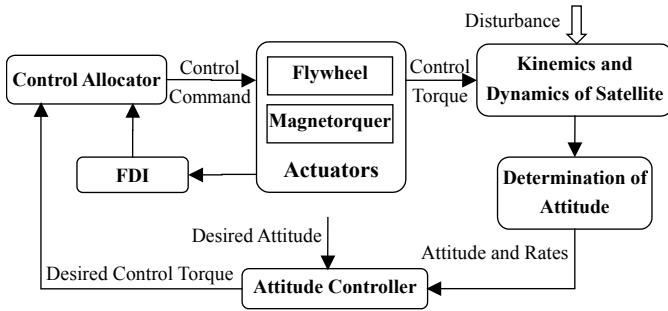 Disturbance
Control Allocator
Control
Command
Flywheel
Magnetorquer
Actuators
Control
Torque
Kinemics and
Dynamics of Satellite
FDI
Determination of
Attitude
Desired Attitude
Attitude and Rates
Desired Control Torque
Attitude Controller